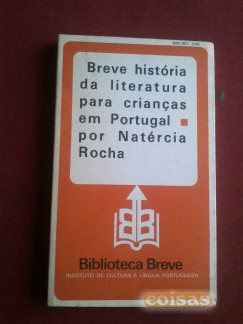 Breve história
da literatura
para crianças
em Portugal
por Natércia
Rocha
Biblioteca Breve
INSTITUTO DE CULTURA E LÍNGUA PORTUGUESA
coisas